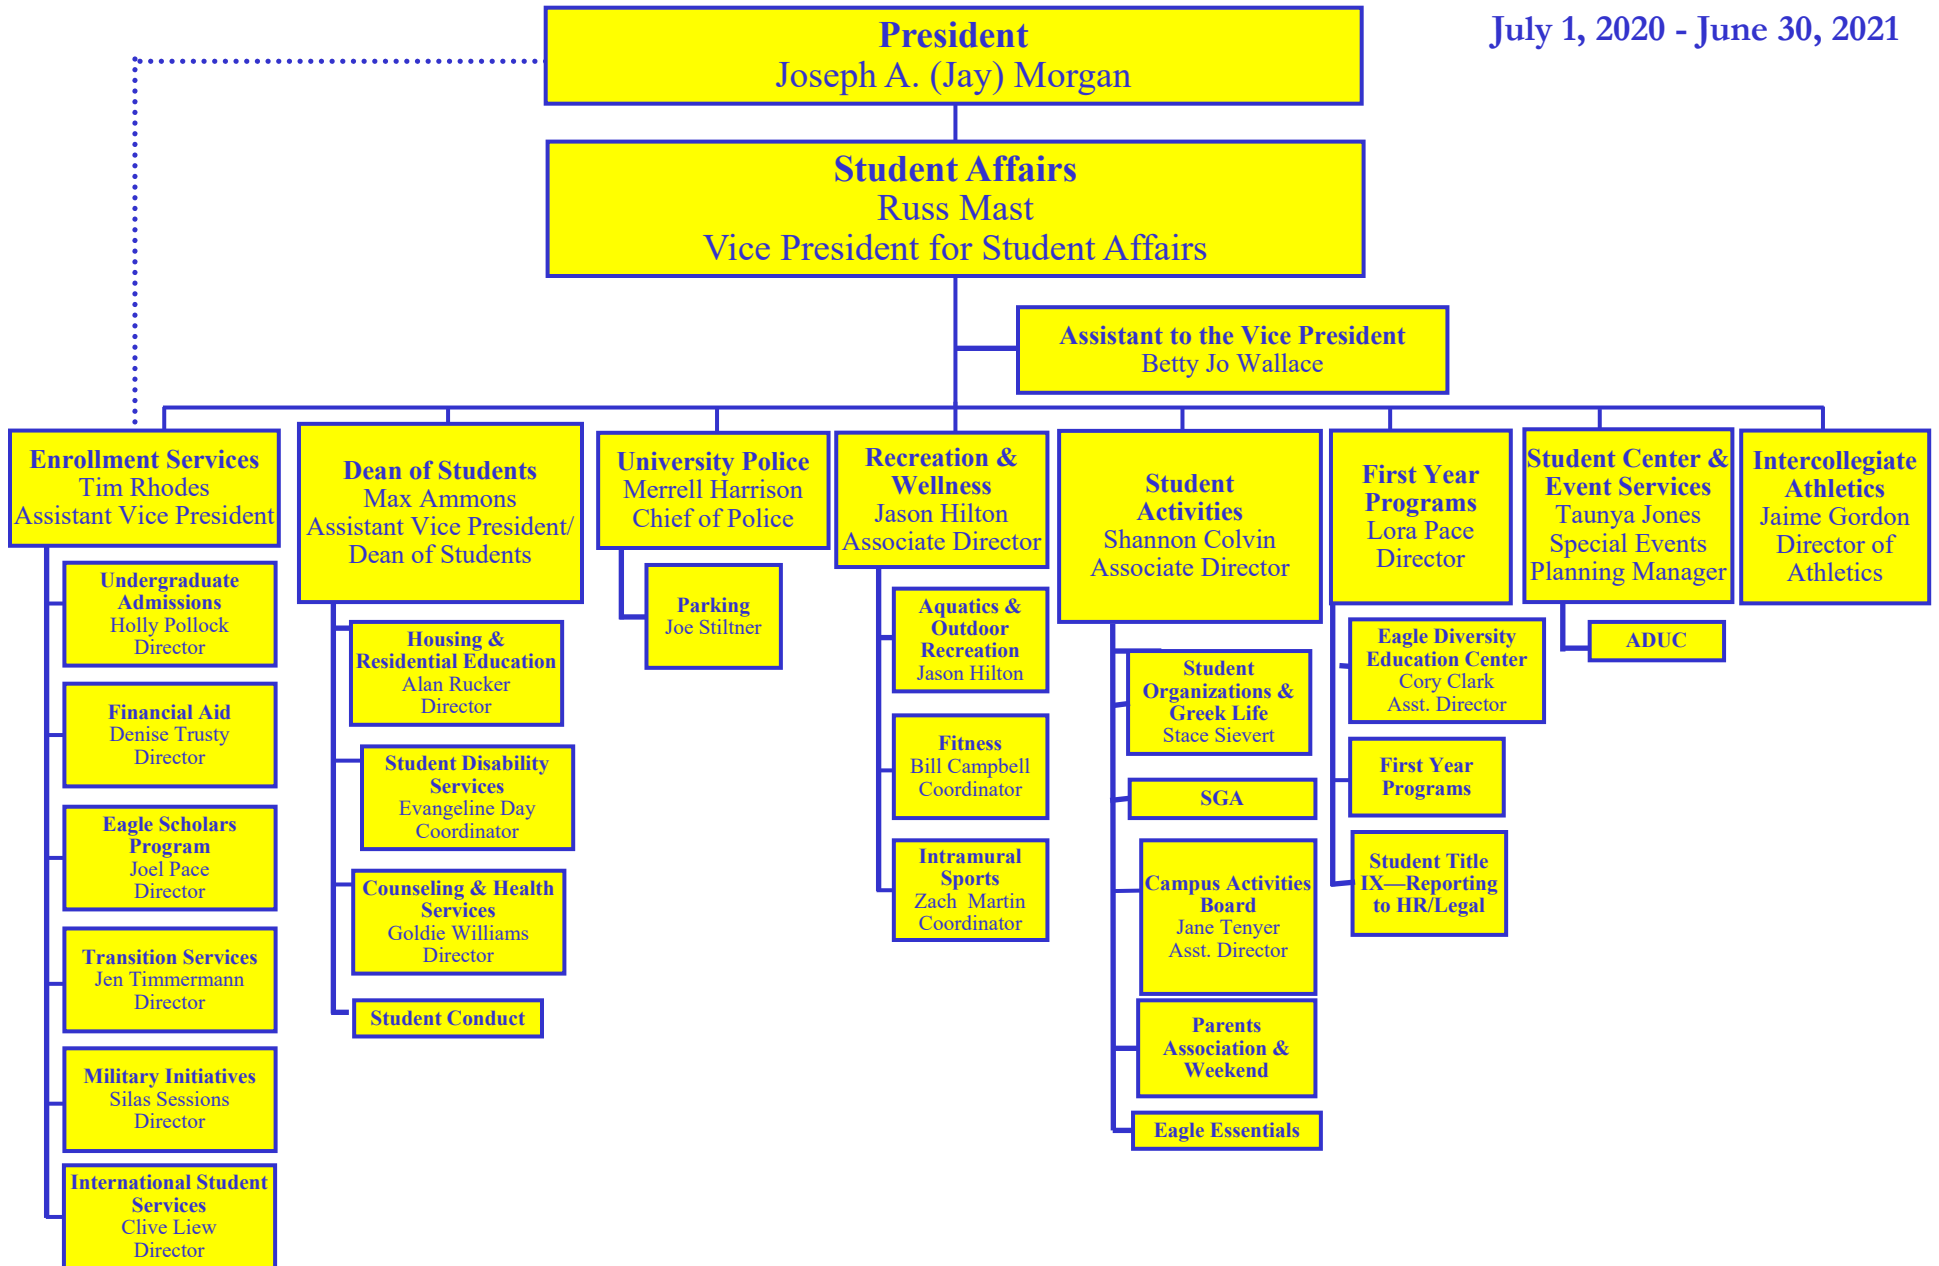 July 1, 2020 - June 30, 2021
President
Joseph A. (Jay) Morgan
Student Affairs
Russ Mast
Vice President for Student Affairs
Assistant to the Vice President
Betty Jo Wallace
Enrollment Services
Tim Rhodes
Assistant Vice President
Undergraduate
Admissions
Holly Pollock
Director
Financial Aid
Denise Trusty
Director
Eagle Scholars
Program
Joel Pace
Director
Transition Services
Jen Timmermann
Director
Military Initiatives
Silas Sessions
Director
International Student
Services
Clive Liew
Director
Dean of Students
Max Ammons
Assistant Vice President/
Dean of Students
Housing &
Residential Education
Alan Rucker
Director
Student Disability
Services
Evangeline Day
Coordinator
Counseling & Health
Services
Goldie Williams
Director
Student Conduct
University Police
Merrell Harrison
Chief of Police
Parking
Joe Stiltner
Recreation &
Wellness
Jason Hilton
Associate Director
Aquatics &
Outdoor
Recreation
Jason Hilton
Fitness
Bill Campbell
Coordinator
Intramural
Sports
Zach Martin
Coordinator
Student
Activities
Shannon Colvin
Associate Director
Student
Organizations &
Greek Life
Stace Sievert
SGA
Campus Activities
Board
Jane Tenyer
Asst. Director
Parents
Association &
Weekend
Eagle Essentials
First Year
Programs
Lora Pace
Director
Eagle Diversity
Education Center
Cory Clark
Asst. Director
First Year
Programs
Student Title
IX—Reporting
to HR/Legal
Student Center &
Event Services
Taunya Jones
Special Events
Planning Manager
ADUC
Intercollegiate
Athletics
Jaime Gordon
Director of
Athletics